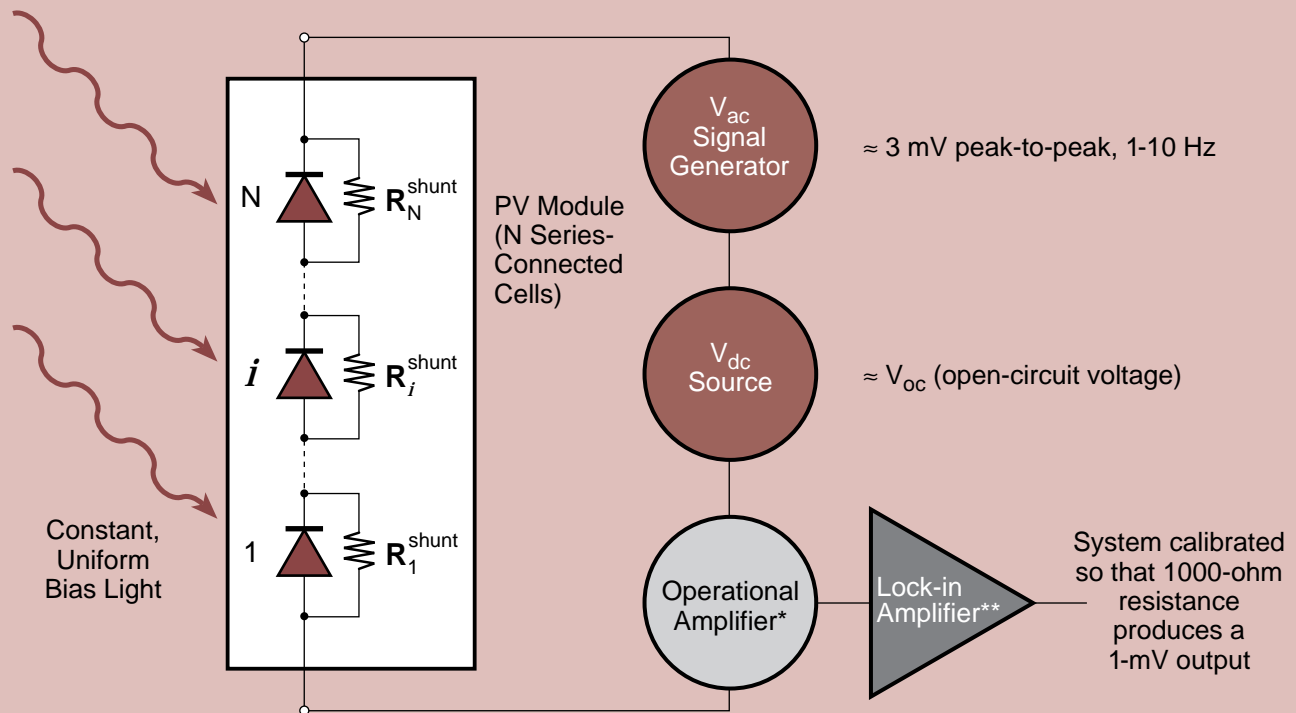 V_ac
Signal
Generator
≈ 3 mV peak-to-peak, 1-10 Hz
N
R_N^shunt
PV Module
(N Series-
Connected
Cells)
i
R_i^shunt
V_dc
Source
≈ V_oc (open-circuit voltage)
Constant,
Uniform
Bias Light
1
R_1^shunt
Operational
Amplifier*
Lock-in
Amplifier**
System calibrated
so that 1000-ohm
resistance
produces a
1-mV output